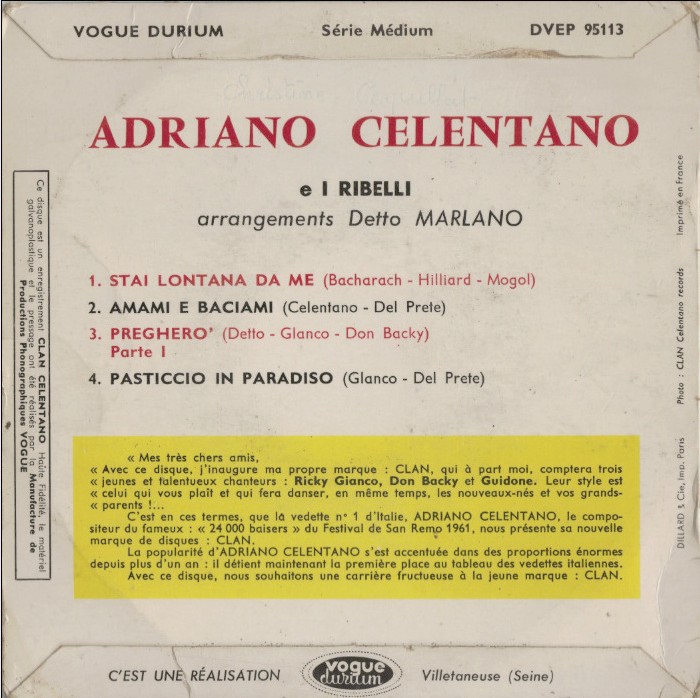 VOGUE DURIUM Série Médium DVEP 95113
ADRIANO CELENTANO
e I RIBELLI
arrangements Detto MARLANO
1. STAI LONTANA DA ME (Bacharach - Hilliard - Mogol)
2. AMAMI E BACIAMI (Celentano - Del Prete)
3. PREGHERO' (Detto - Glanco - Don Backy)
Parte I
4. PASTICCIO IN PARADISO (Glanco - Del Prete)
« Mes très chers amis,
« Avec ce disque, j'inaugure ma propre marque : CLAN, qui à part moi, comptera trois
« jeunes et talentueux chanteurs : Ricky Gianco, Don Backy et Guidone. Leur style est
« celui qui vous plaît et qui fera danser, en même temps, les nouveaux-nés et vos grands-
« parents !...
C'est en ces termes, que là vedette n° 1 d'Italie, ADRIANO CELENTANO, le compo-
siteur du fameux : « 24 000 baisers » du Festival de San Remo 1961, nous présente sa nouvelle
marque de disques : CLAN.
La popularité d'ADRIANO CELENTANO s'est accentuée dans des proportions énormes
depuis plus d'un an : il détient maintenant la première place au tableau des vedettes italiennes.
Avec ce disque, nous souhaitons une carrière fructueuse à la jeune marque : CLAN.
Ce disque est un enregistrement CLAN CELENTANO Haute Fidélité, le matériel
galvanoplastique et le pressage ont été réalisés par la Manufacture de
Productions Phonographiques VOGUE
DILLARD & Cie, Imp. Paris Photo : CLAN Celentano records Imprimé en France
C'EST UNE RÉALISATION vogue durium Villetaneuse (Seine)